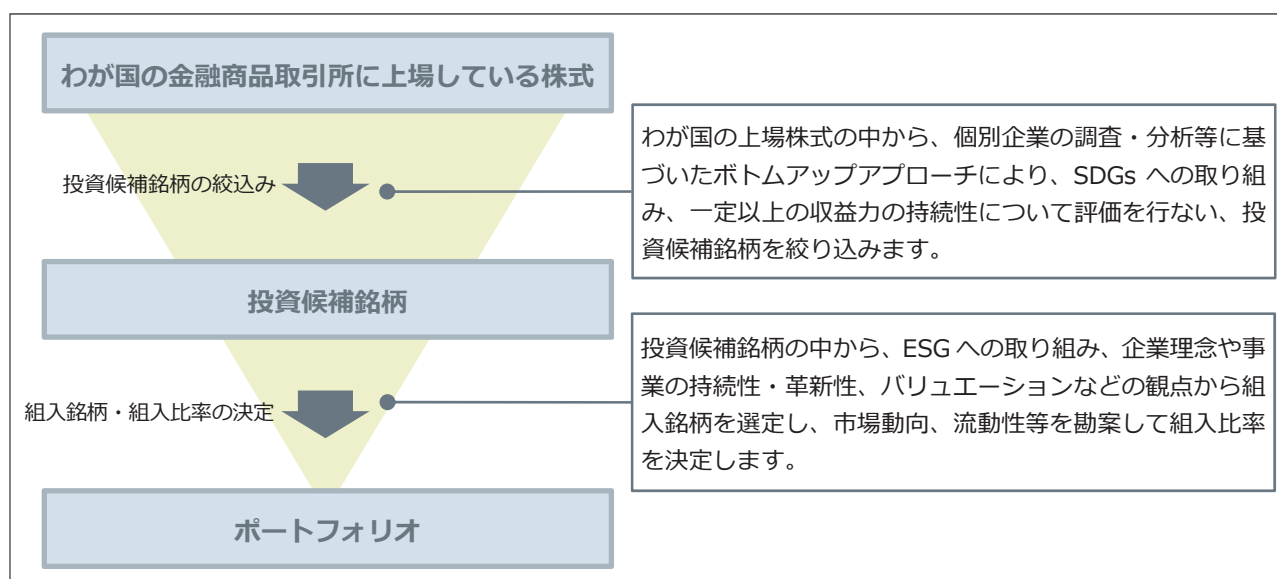 わが国の金融商品取引所に上場している株式
投資候補銘柄の絞込み
わが国の上場株式の中から、個別企業の調査・分析等に基
づいたボトムアップアプローチにより、SDGs への取り組
み、一定以上の収益力の持続性について評価を行ない、投
資候補銘柄を絞り込みます。
投資候補銘柄
組入銘柄・組入比率の決定
投資候補銘柄の中から、ESG への取り組み、企業理念や事
業の持続性・革新性、バリュエーションなどの観点から組
入銘柄を選定し、市場動向、流動性等を勘案して組入比率
を決定します。
ポートフォリオ